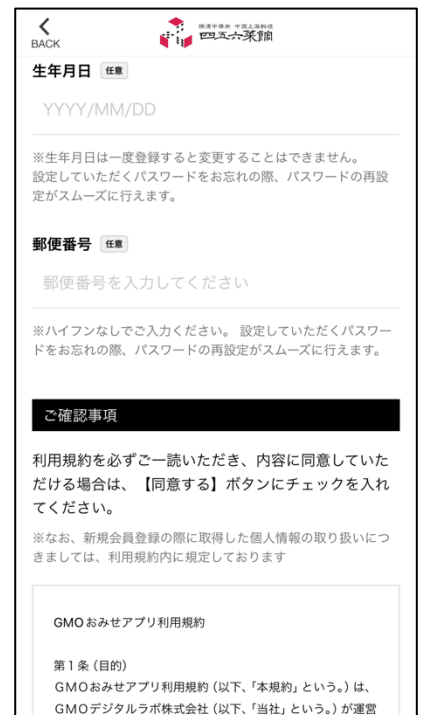 BACK
横濱中華街 中國上海料理
四五六菜館
生年月日 任意
YYYY/MM/DD
※生年月日は一度登録すると変更することはできません。
設定していただくパスワードをお忘れの際、パスワードの再設
定がスムーズに行えます。
郵便番号 任意
郵便番号を入力してください
※ハイフンなしでご入力ください。 設定していただくパスワー
ドをお忘れの際、パスワードの再設定がスムーズに行えます。
ご確認事項
利用規約を必ずご一読いただき、内容に同意していた
だける場合は、【同意する】ボタンにチェックを入れ
てください。
※なお、新規会員登録の際に取得した個人情報の取り扱いにつ
きましては、利用規約内に規定しております
GMOおみせアプリ利用規約
第1条（目的）
GMOおみせアプリ利用規約（以下、「本規約」という。）は、
GMOデジタルラボ株式会社（以下、「当社」という。）が運営